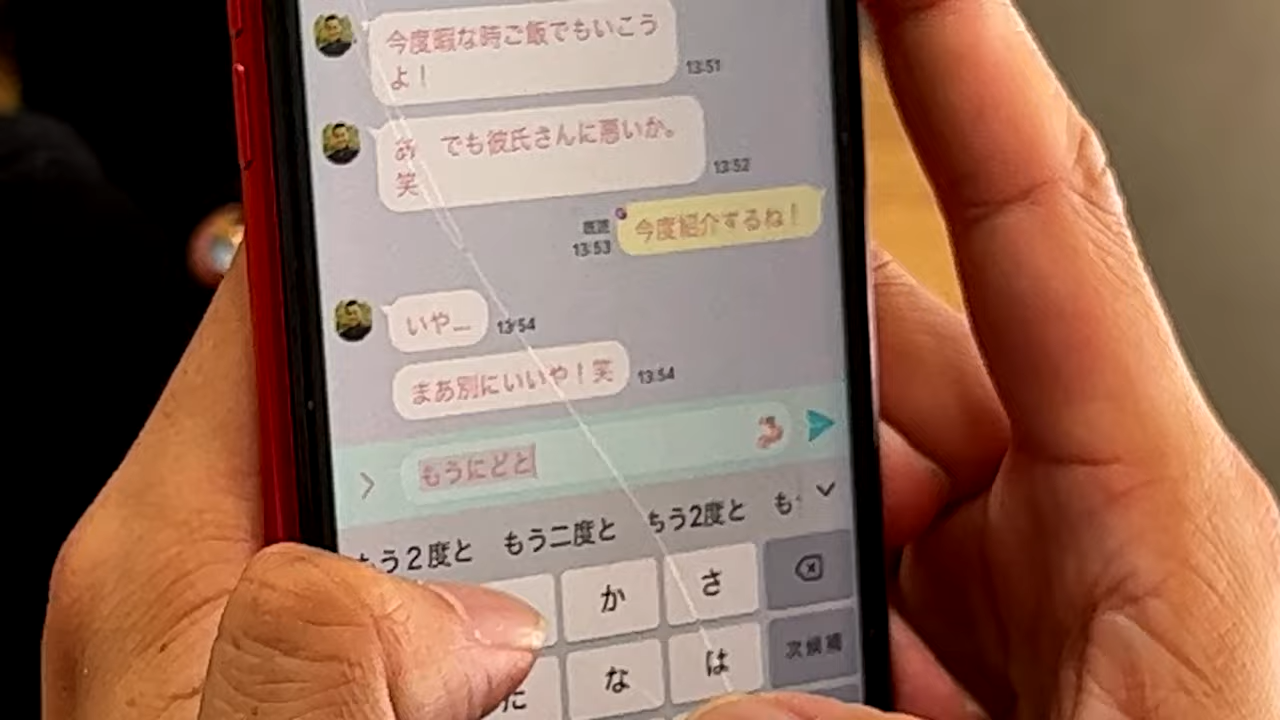 今度暇な時ご飯でもいこう
よ！
13:51
あ でも彼氏さんに悪いか。
笑
13:52
既読
13:53
今度紹介するね！
いや...
13:54
まあ別にいいや！笑
13:54
もうにどと
もう２度と もう二度と もう2度と も
か さ
な は 次候補